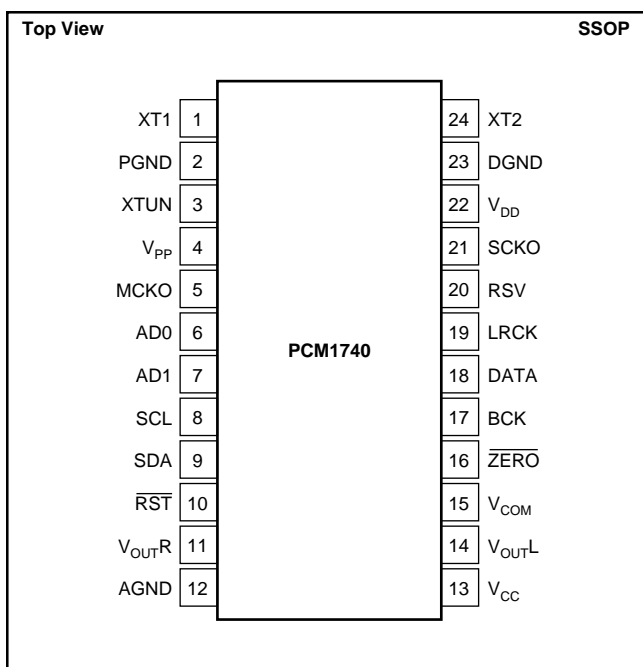 Top View SSOP
XT1 1 24 XT2
PGND 2 23 DGND
XTUN 3 22 VDD
VPP 4 21 SCKO
MCKO 5 20 RSV
AD0 6 19 LRCK
PCM1740
AD1 7 18 DATA
SCL 8 17 BCK
SDA 9 16 ZERO
RST 10 15 VCOM
VOUTR 11 14 VOUTL
AGND 12 13 VCC